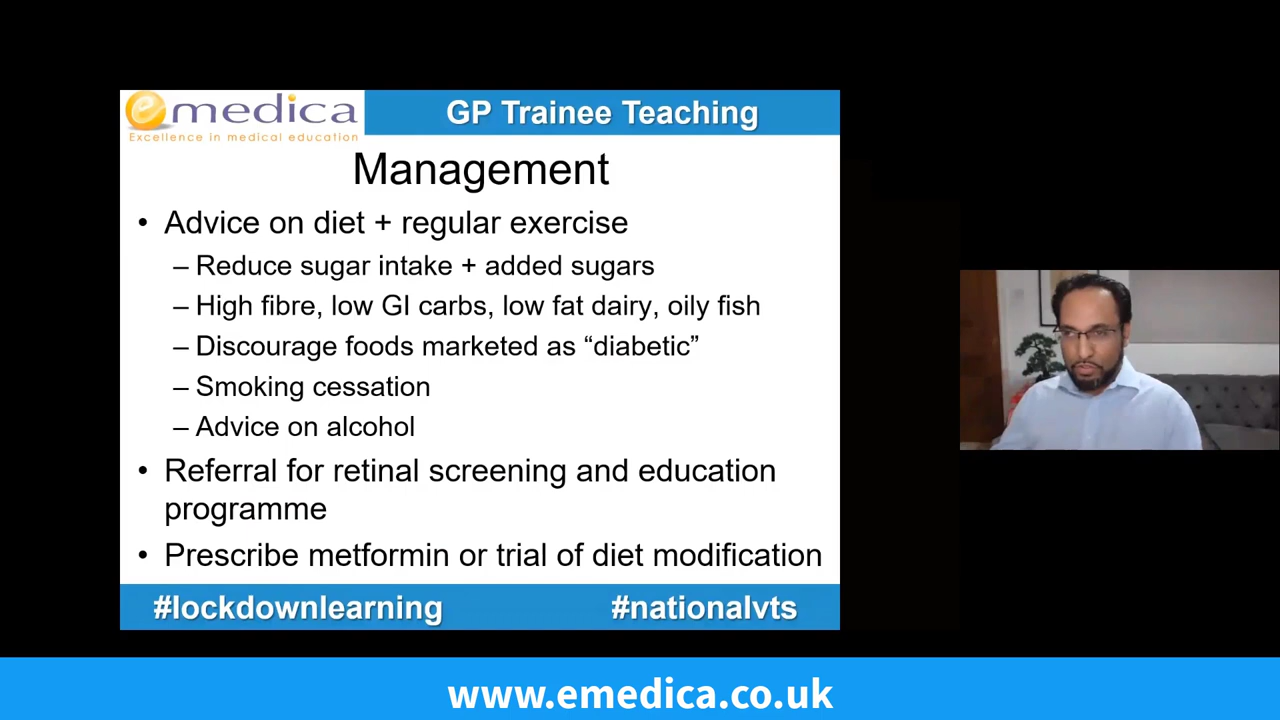 emedica
Excellence in medical education
GP Trainee Teaching
Management
• Advice on diet + regular exercise
– Reduce sugar intake + added sugars
– High fibre, low GI carbs, low fat dairy, oily fish
– Discourage foods marketed as “diabetic”
– Smoking cessation
– Advice on alcohol
• Referral for retinal screening and education
programme
• Prescribe metformin or trial of diet modification
#lockdownlearning #nationalvts
www.emedica.co.uk